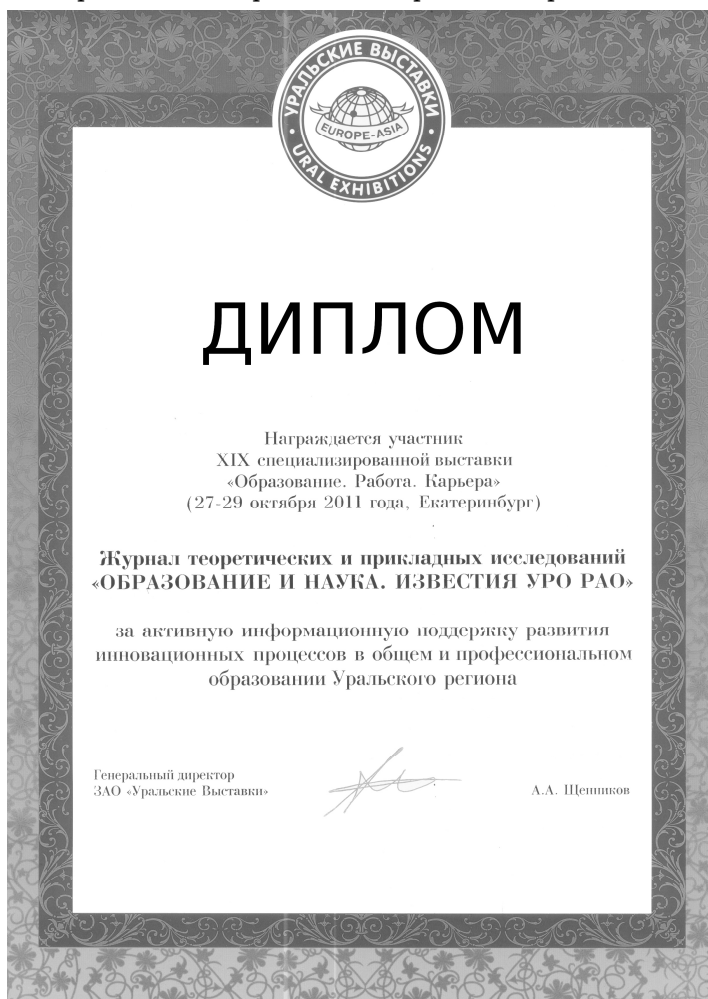 УРАЛЬСКИЕ ВЫСТАВКИ
EUROPE-ASIA
URAL EXHIBITIONS
ДИПЛОМ
Награждается участник
XIX специализированной выставки
«Образование. Работа. Карьера»
(27-29 октября 2011 года, Екатеринбург)
Журнал теоретических и прикладных исследований
«ОБРАЗОВАНИЕ И НАУКА. ИЗВЕСТИЯ УРО РАО»
за активную информационную поддержку развития
инновационных процессов в общем и профессиональном
образовании Уральского региона
Генеральный директор
ЗАО «Уральские Выставки»
А.А. Щенников